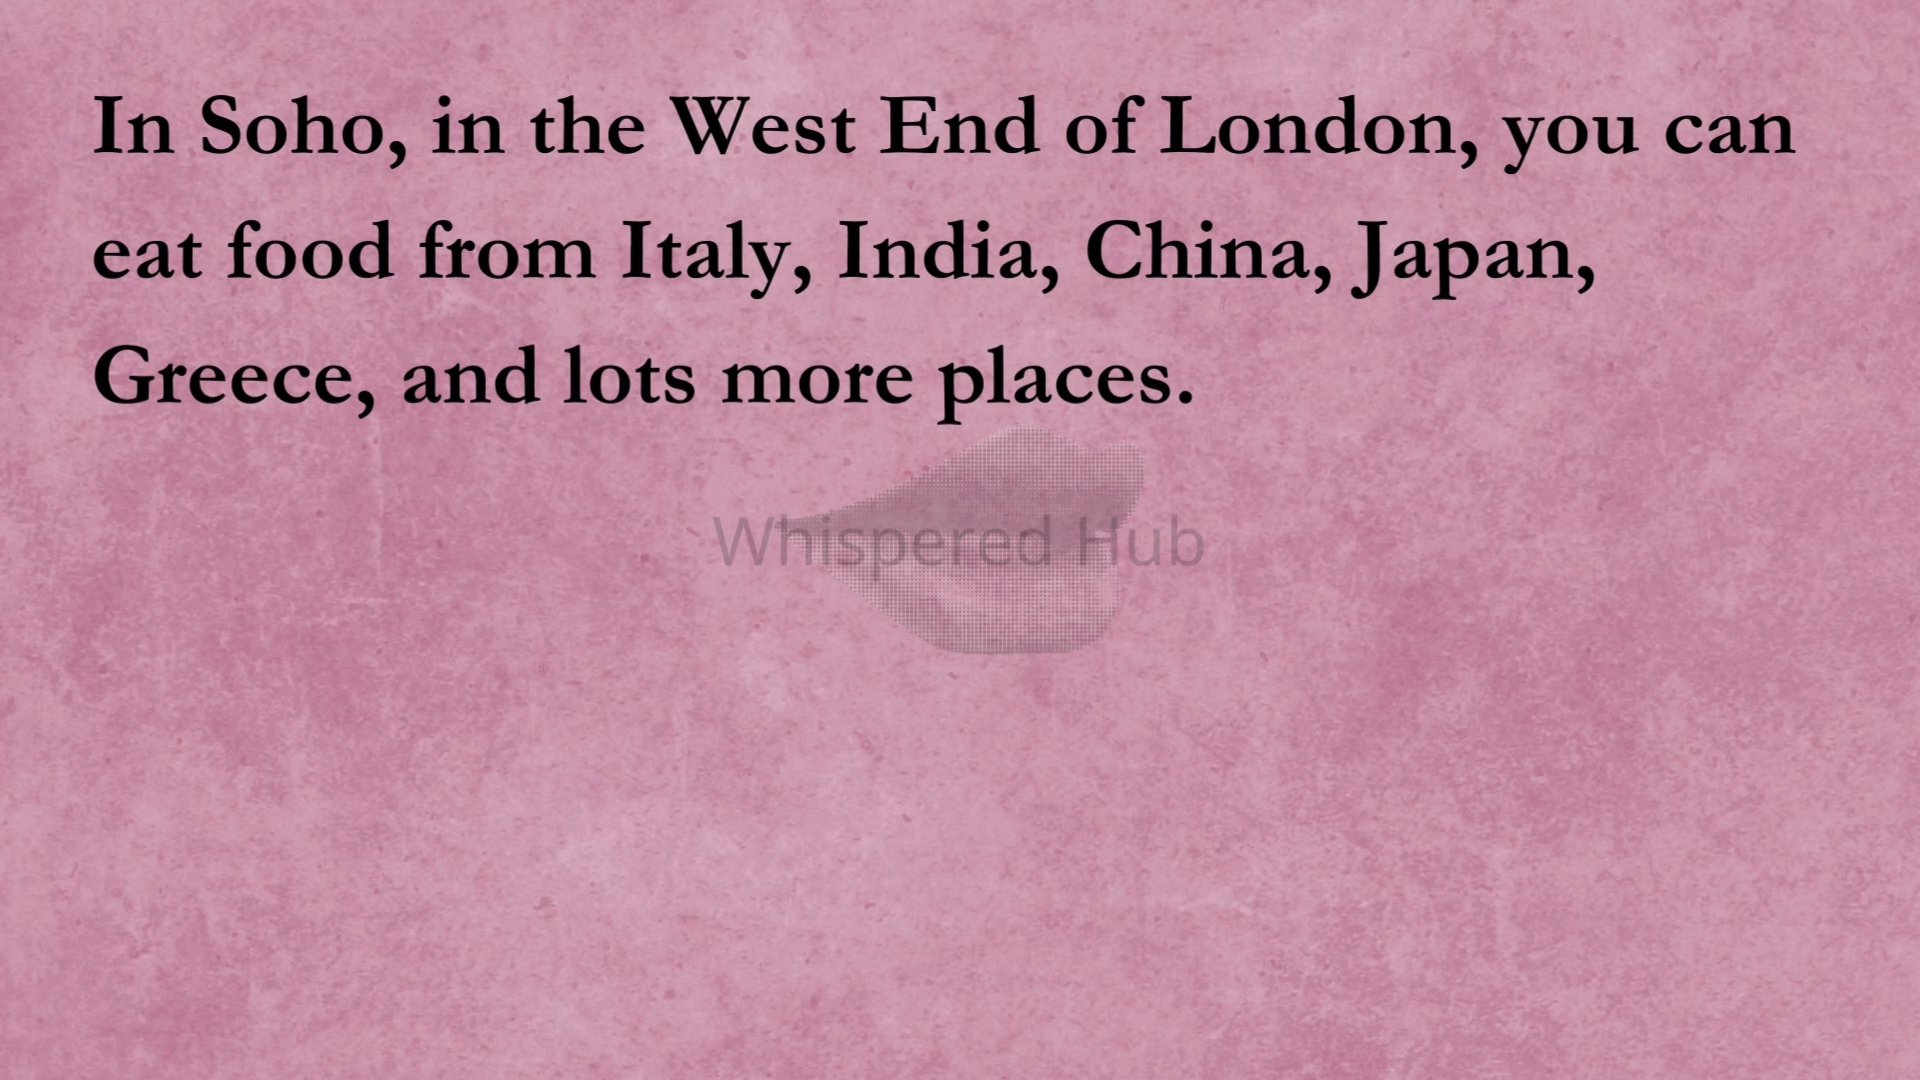 In Soho, in the West End of London, you can
eat food from Italy, India, China, Japan,
Greece, and lots more places.
Whispered Hub